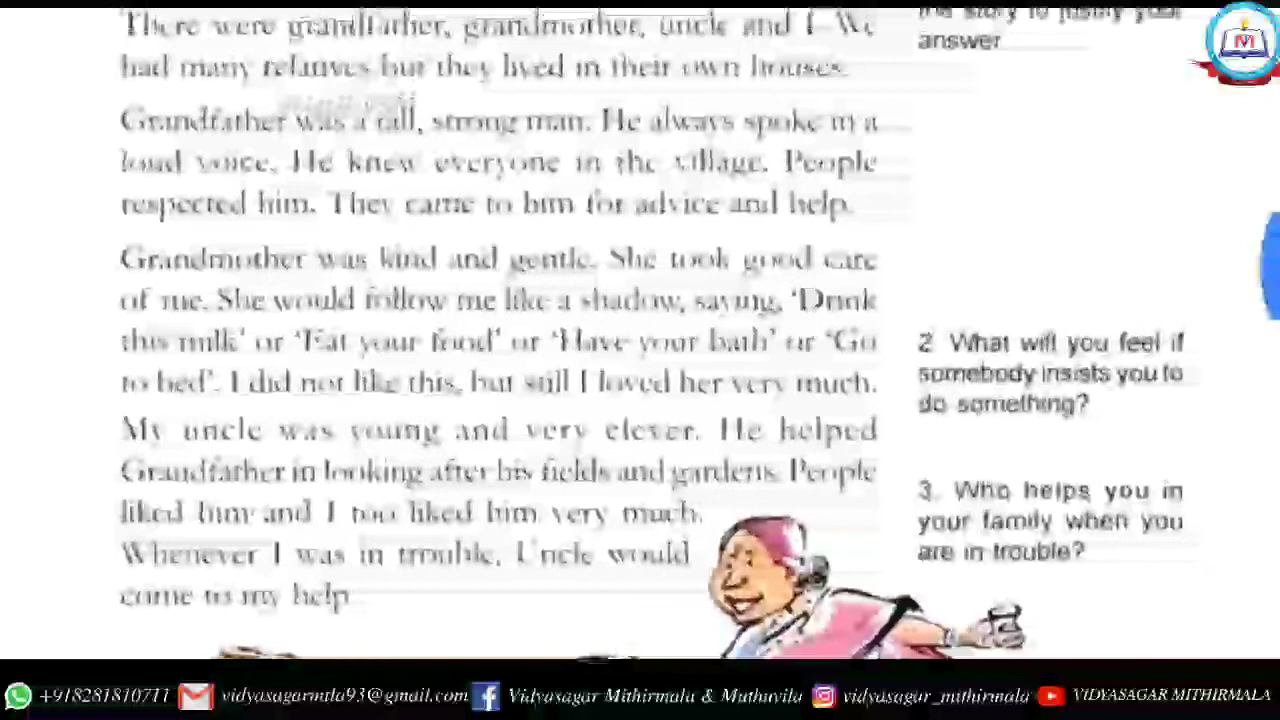 There were grandfather, grandmother, uncle and I. We
had many relatives but they lived in their own houses.
Grandfather was a tall, strong man. He always spoke in a
loud voice. He knew everyone in the village. People
respected him. They came to him for advice and help.
Grandmother was kind and gentle. She took good care
of me. She would follow me like a shadow, saying, 'Drink
this milk' or 'Eat your food' or 'Have your bath' or 'Go
to bed'. I did not like this, but still I loved her very much.
My uncle was young and very clever. He helped
Grandfather in looking after his fields and gardens. People
liked him and I too liked him very much.
Whenever I was in trouble, Uncle would
come to my help.
the story to justify your
answer.
2. What will you feel if
somebody insists you to
do something?
3. Who helps you in
your family when you
are in trouble?
+918281810711 vidyasagarmtla93@gmail.com Vidyasagar Mithirmala & Mathuvila vidyasagar_mithirmala VIDYASAGAR MITHIRMALA